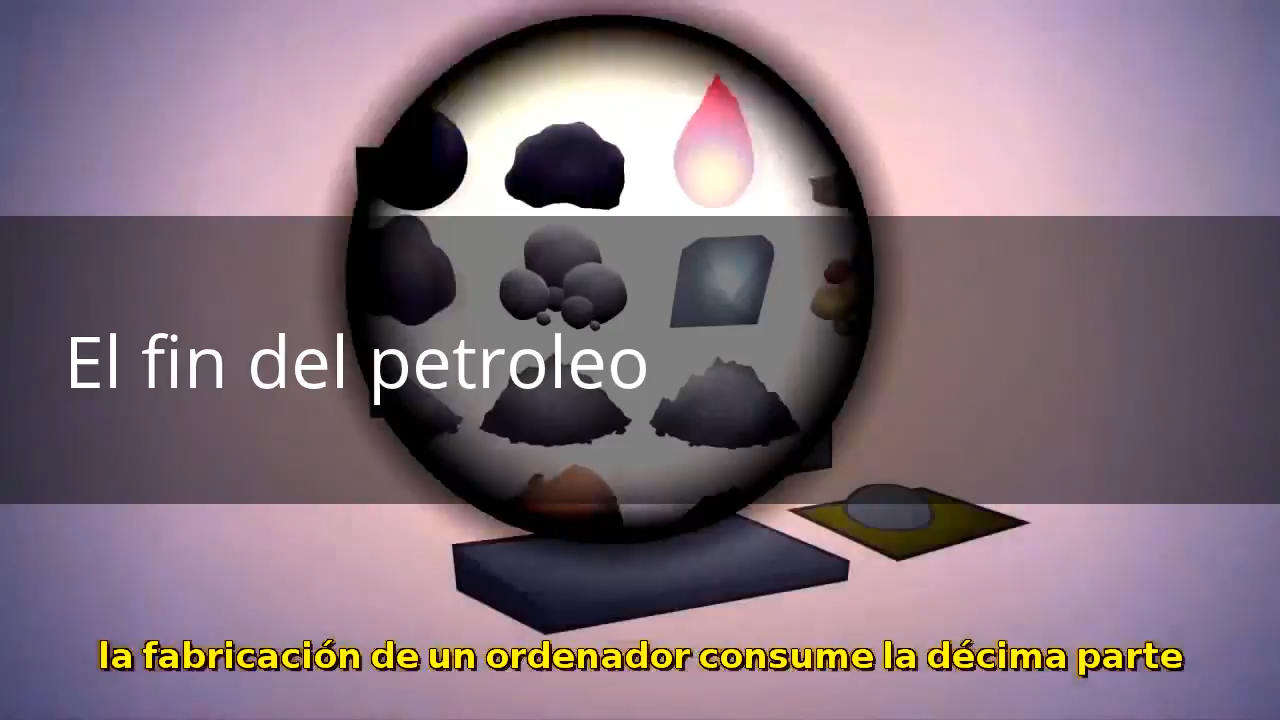 El fin del petroleo
la fabricación de un ordenador consume la décima parte